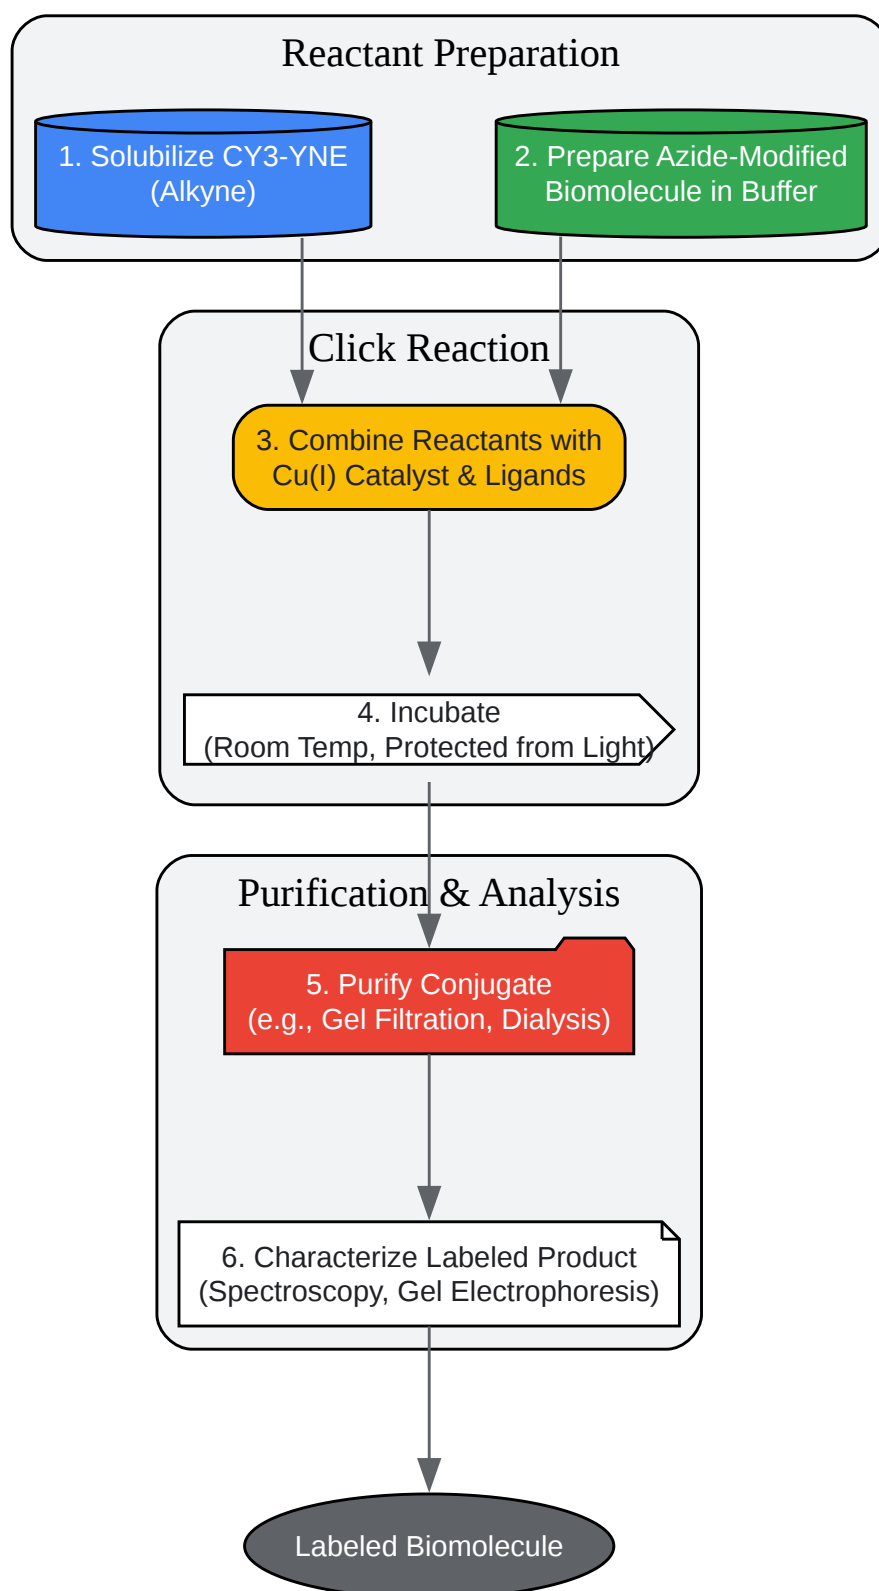 Reactant Preparation
1. Solubilize CY3-YNE
(Alkyne)
2. Prepare Azide-Modified
Biomolecule in Buffer
Click Reaction
3. Combine Reactants with
Cu(I) Catalyst & Ligands
4. Incubate
(Room Temp, Protected from Light)
Purification & Analysis
5. Purify Conjugate
(e.g., Gel Filtration, Dialysis)
6. Characterize Labeled Product
(Spectroscopy, Gel Electrophoresis)
Labeled Biomolecule